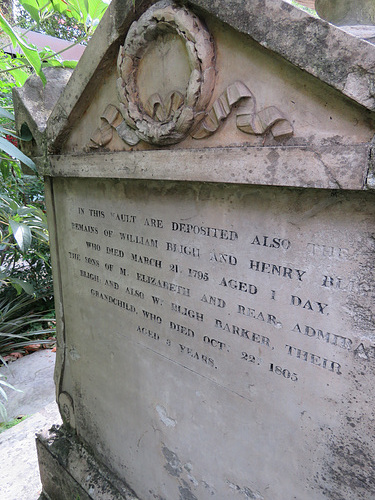 IN THIS VAULT ARE DEPOSITED ALSO THE
REMAINS OF WILLIAM BLIGH AND HENRY BLIG
WHO DIED MARCH 21. 1795 AGED 1 DAY.
THE SONS OF M. ELIZABETH AND REAR. ADMIRA
BLIGH AND ALSO W. BLIGH BARKER. THEIR
GRANDCHILD, WHO DIED OCT. 22. 1805
AGED 3 YEARS.